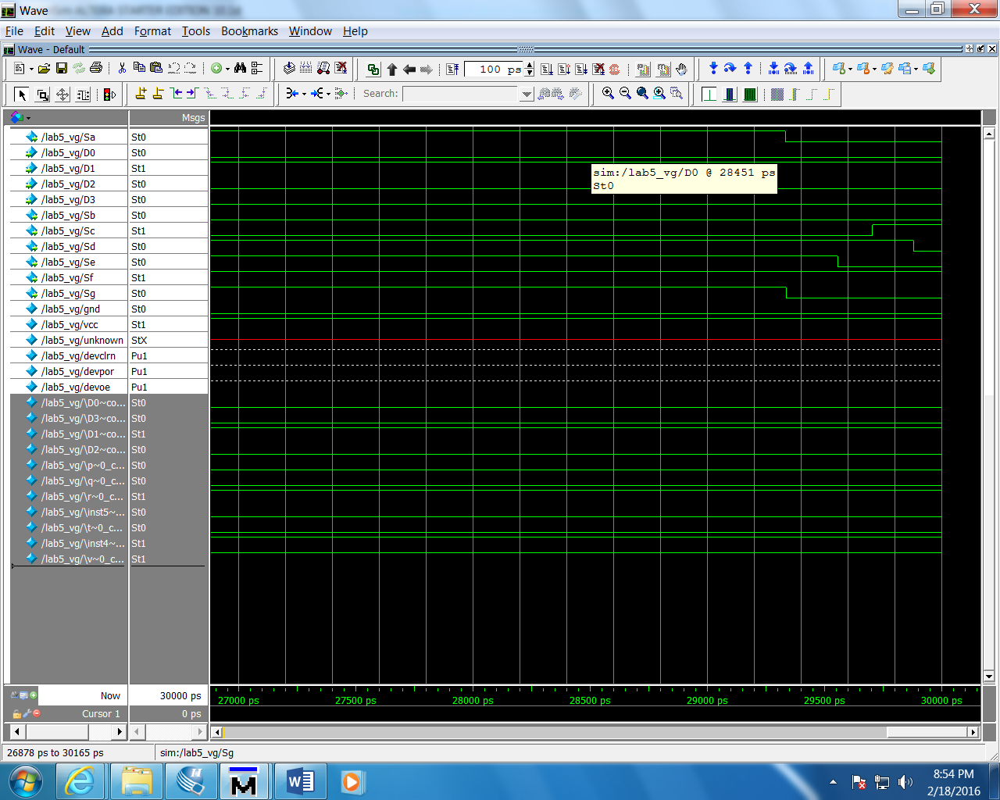 Wave
File Edit View Add Format Tools Bookmarks Window Help
Wave - Default
100 ps
Search:
Msgs
/lab5_vg/Sa St0
/lab5_vg/D0 St0
/lab5_vg/D1 St1
/lab5_vg/D2 St0
/lab5_vg/D3 St0
/lab5_vg/Sb St0
/lab5_vg/Sc St1
/lab5_vg/Sd St0
/lab5_vg/Se St0
/lab5_vg/Sf St1
/lab5_vg/Sg St0
/lab5_vg/gnd St0
/lab5_vg/vcc St1
/lab5_vg/unknown StX
/lab5_vg/devclrn Pu1
/lab5_vg/devpor Pu1
/lab5_vg/devoe Pu1
/lab5_vg/\D0~co... St0
/lab5_vg/\D3~co... St0
/lab5_vg/\D1~co... St1
/lab5_vg/\D2~co... St0
/lab5_vg/\p~0_c... St0
/lab5_vg/\q~0_c... St0
/lab5_vg/\r~0_c... St1
/lab5_vg/\inst5~... St0
/lab5_vg/\t~0_c... St0
/lab5_vg/\inst4~... St1
/lab5_vg/\v~0_c... St1
sim:/lab5_vg/D0 @ 28451 ps
St0
Now 30000 ps
27000 ps 27500 ps 28000 ps 28500 ps 29000 ps 29500 ps 30000 ps
Cursor 1 0 ps
26878 ps to 30165 ps sim:/lab5_vg/Sg
8:54 PM
2/18/2016